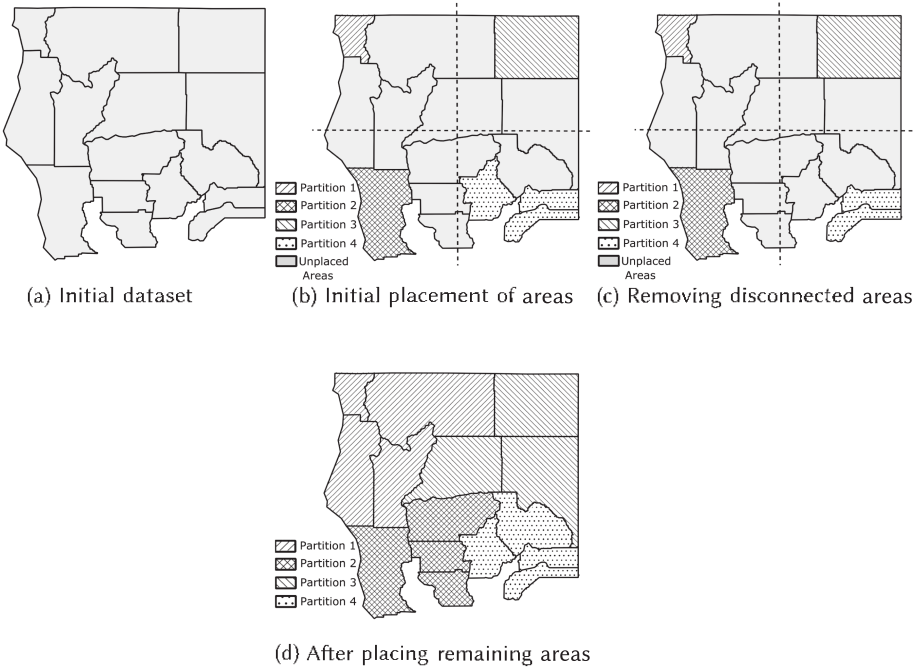 Partition 1
Partition 2
Partition 3
Partition 4
Unplaced
Areas
Partition 1
Partition 2
Partition 3
Partition 4
Unplaced
Areas
(a) Initial dataset
(b) Initial placement of areas
(c) Removing disconnected areas
Partition 1
Partition 2
Partition 3
Partition 4
(d) After placing remaining areas